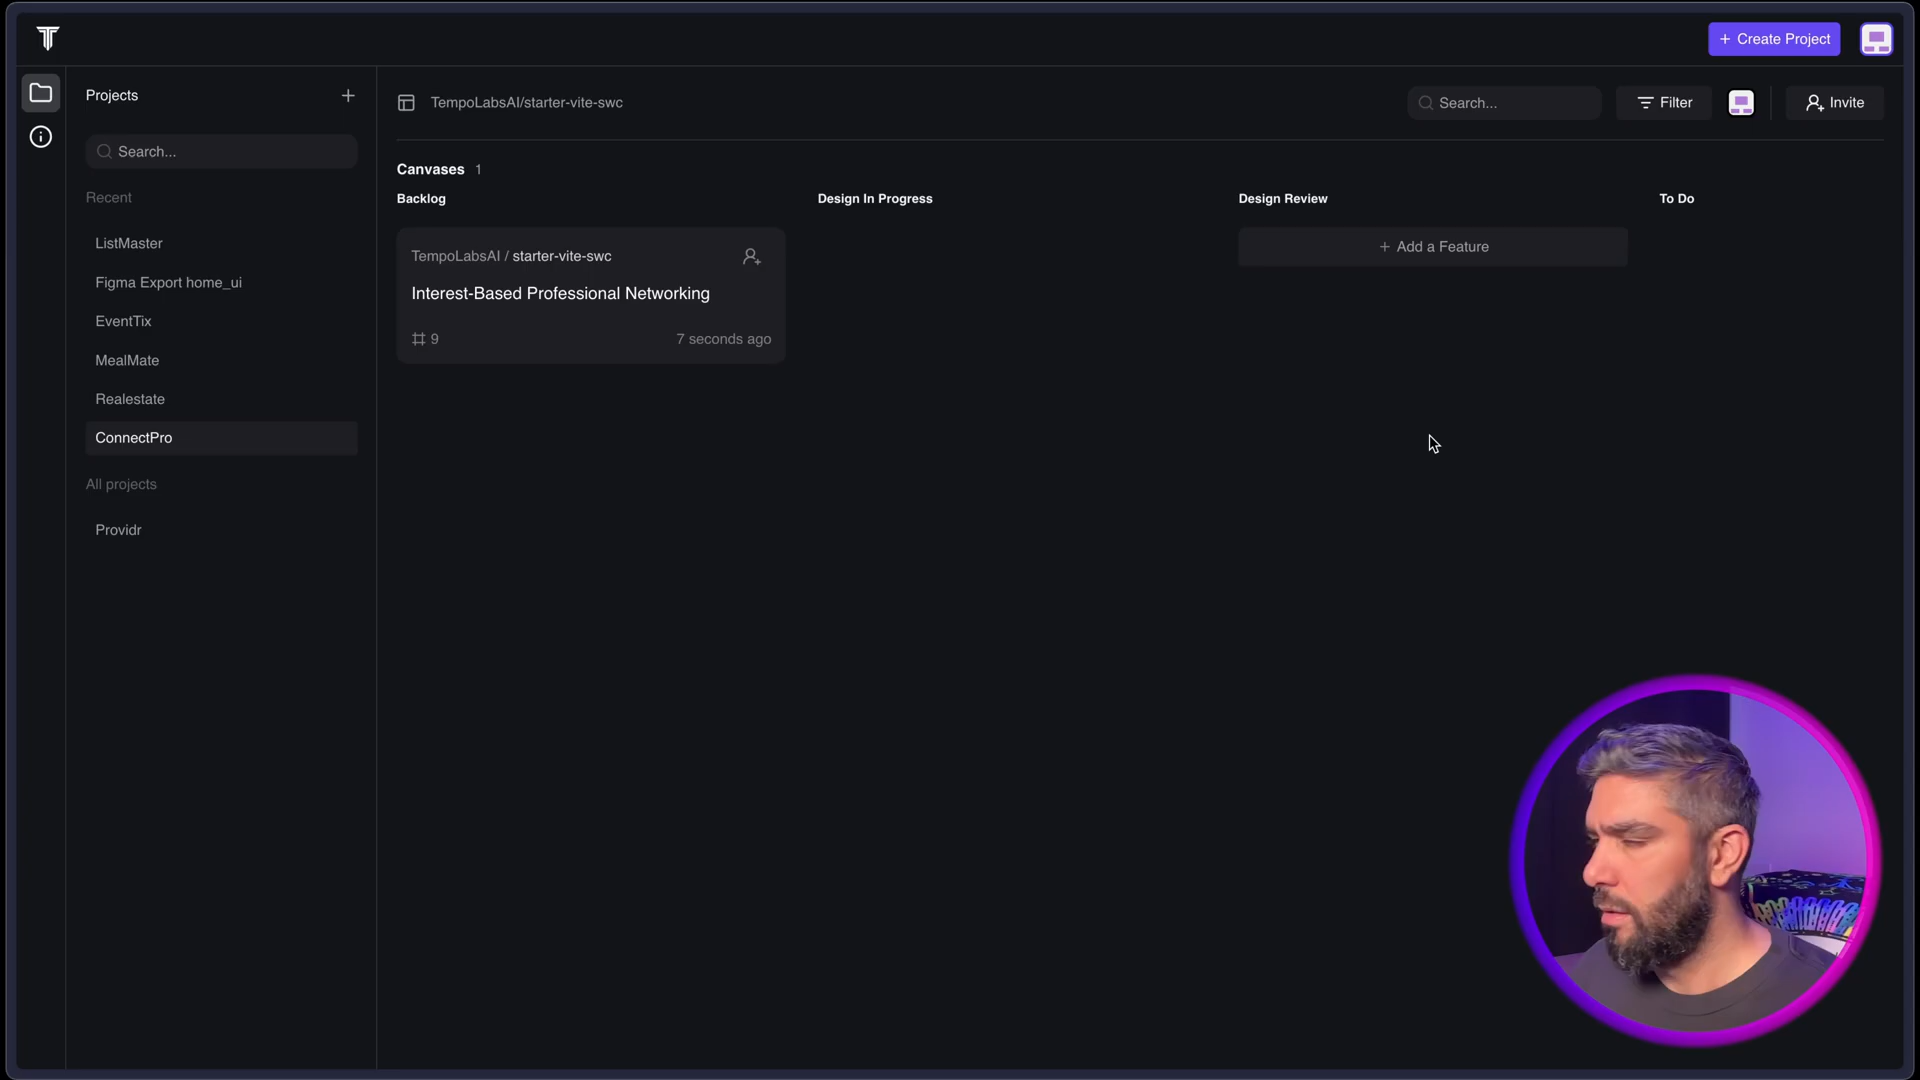 + Create Project
Projects
Search...
Recent
ListMaster
Figma Export home_ui
EventTix
MealMate
Realestate
ConnectPro
All projects
Providr
TempoLabsAI/starter-vite-swc
Search...
Filter
Invite
Canvases 1
Backlog
Design In Progress
Design Review
To Do
TempoLabsAI / starter-vite-swc
Interest-Based Professional Networking
9
7 seconds ago
+ Add a Feature